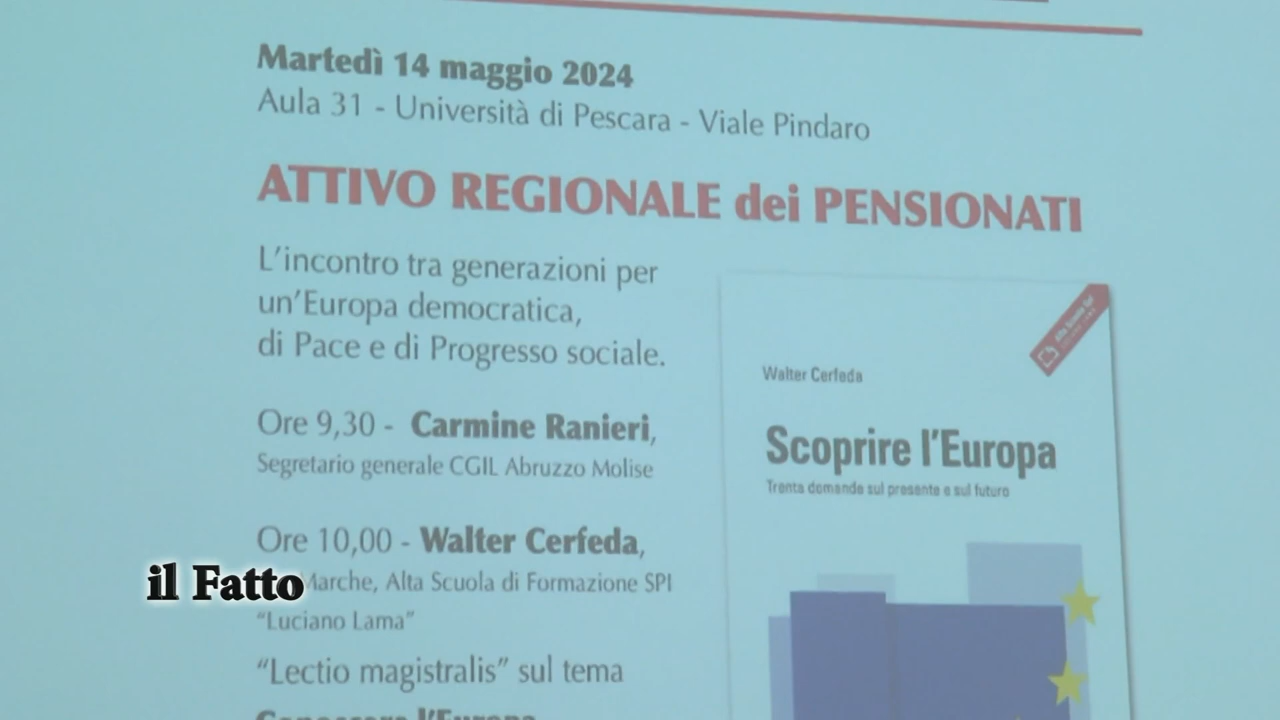 Martedì 14 maggio 2024
Aula 31 - Università di Pescara - Viale Pindaro
ATTIVO REGIONALE dei PENSIONATI
L'incontro tra generazioni per
un'Europa democratica,
di Pace e di Progresso sociale.
Ore 9,30 - Carmine Ranieri,
Segretario generale CGIL Abruzzo Molise
Ore 10,00 - Walter Cerfeda,
Marche, Alta Scuola di Formazione SPI
"Luciano Lama"
"Lectio magistralis" sul tema
Conoscere l'Europa
Walter Cerfeda
Scoprire l'Europa
Trenta domande sul presente e sul futuro
il Fatto